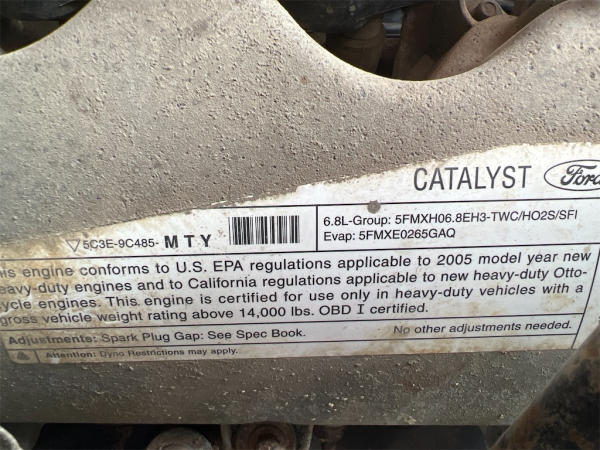 CATALYST Ford
5C3E-9C485- MTY
6.8L-Group: 5FMXH06.8EH3-TWC/HO2S/SFI
Evap: 5FMXE0265GAQ
his engine conforms to U.S. EPA regulations applicable to 2005 model year new
eavy-duty engines and to California regulations applicable to new heavy-duty Otto-
ycle engines. This engine is certified for use only in heavy-duty vehicles with a
gross vehicle weight rating above 14,000 lbs. OBD I certified.
Adjustments: Spark Plug Gap: See Spec Book. No other adjustments needed.
Attention: Dyno Restrictions may apply.